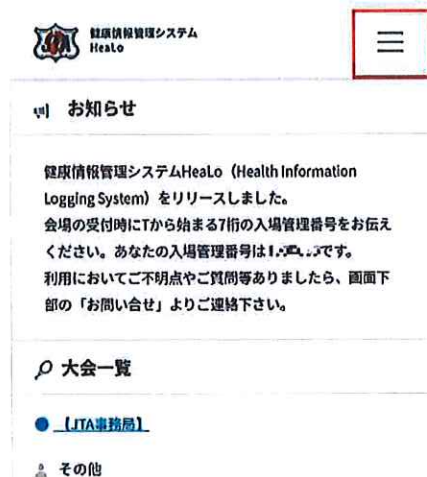 JTA
健康情報管理システム
HeaLo
お知らせ
健康情報管理システムHeaLo（Health Information
Logging System）をリリースしました。
会場の受付時にTから始まる7桁の入場管理番号をお伝え
ください。あなたの入場管理番号は です。
利用においてご不明点やご質問等ありましたら、画面下
部の「お問い合せ」よりご連絡下さい。
大会一覧
【JTA事務局】
その他